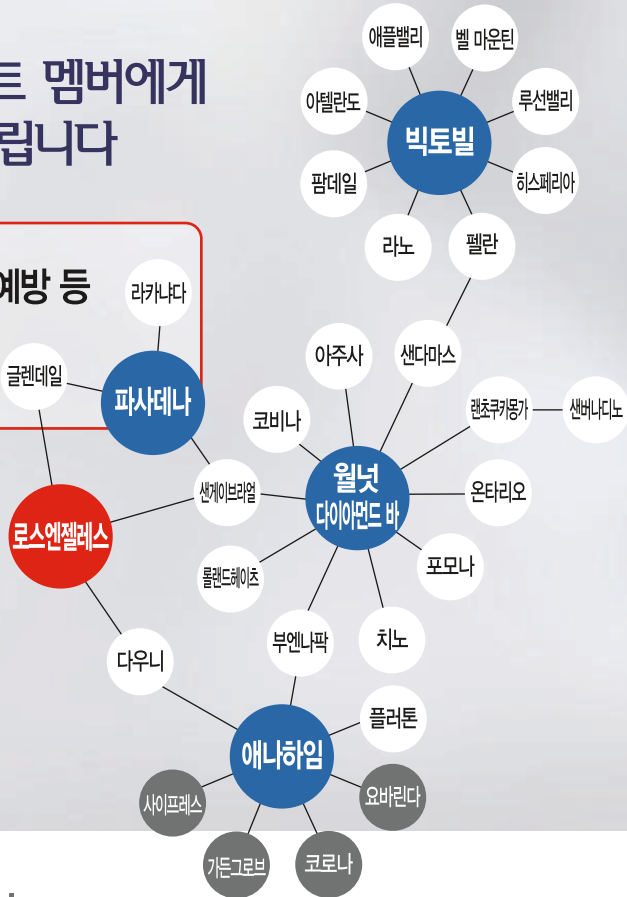 트 멤버에게
립니다
예방 등
애플밸리
벨 마운틴
아텔란도
루선밸리
빅토빌
팜데일
히스페리아
라노
펠란
라카냐다
글렌데일
파사데나
아주사
샌다마스
코비나
랜초쿠카몽가
샌버나디노
월넛
다이아먼드 바
샌게이브라얼
온타리오
로스엔젤레스
롤랜드헤이츠
포모나
부엔나팍
치노
다우니
플러톤
애나하임
사이프레스
요바린다
가든그로브
코로나